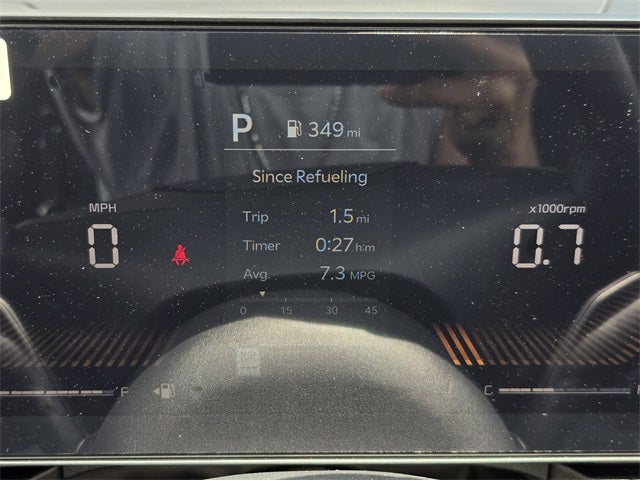 P 349 mi
Since Refueling
MPH x1000rpm
Trip 1.5 mi
0 Timer 0:27 h:m 0.7
Avg. 7.3 MPG
0 15 30 45
F C